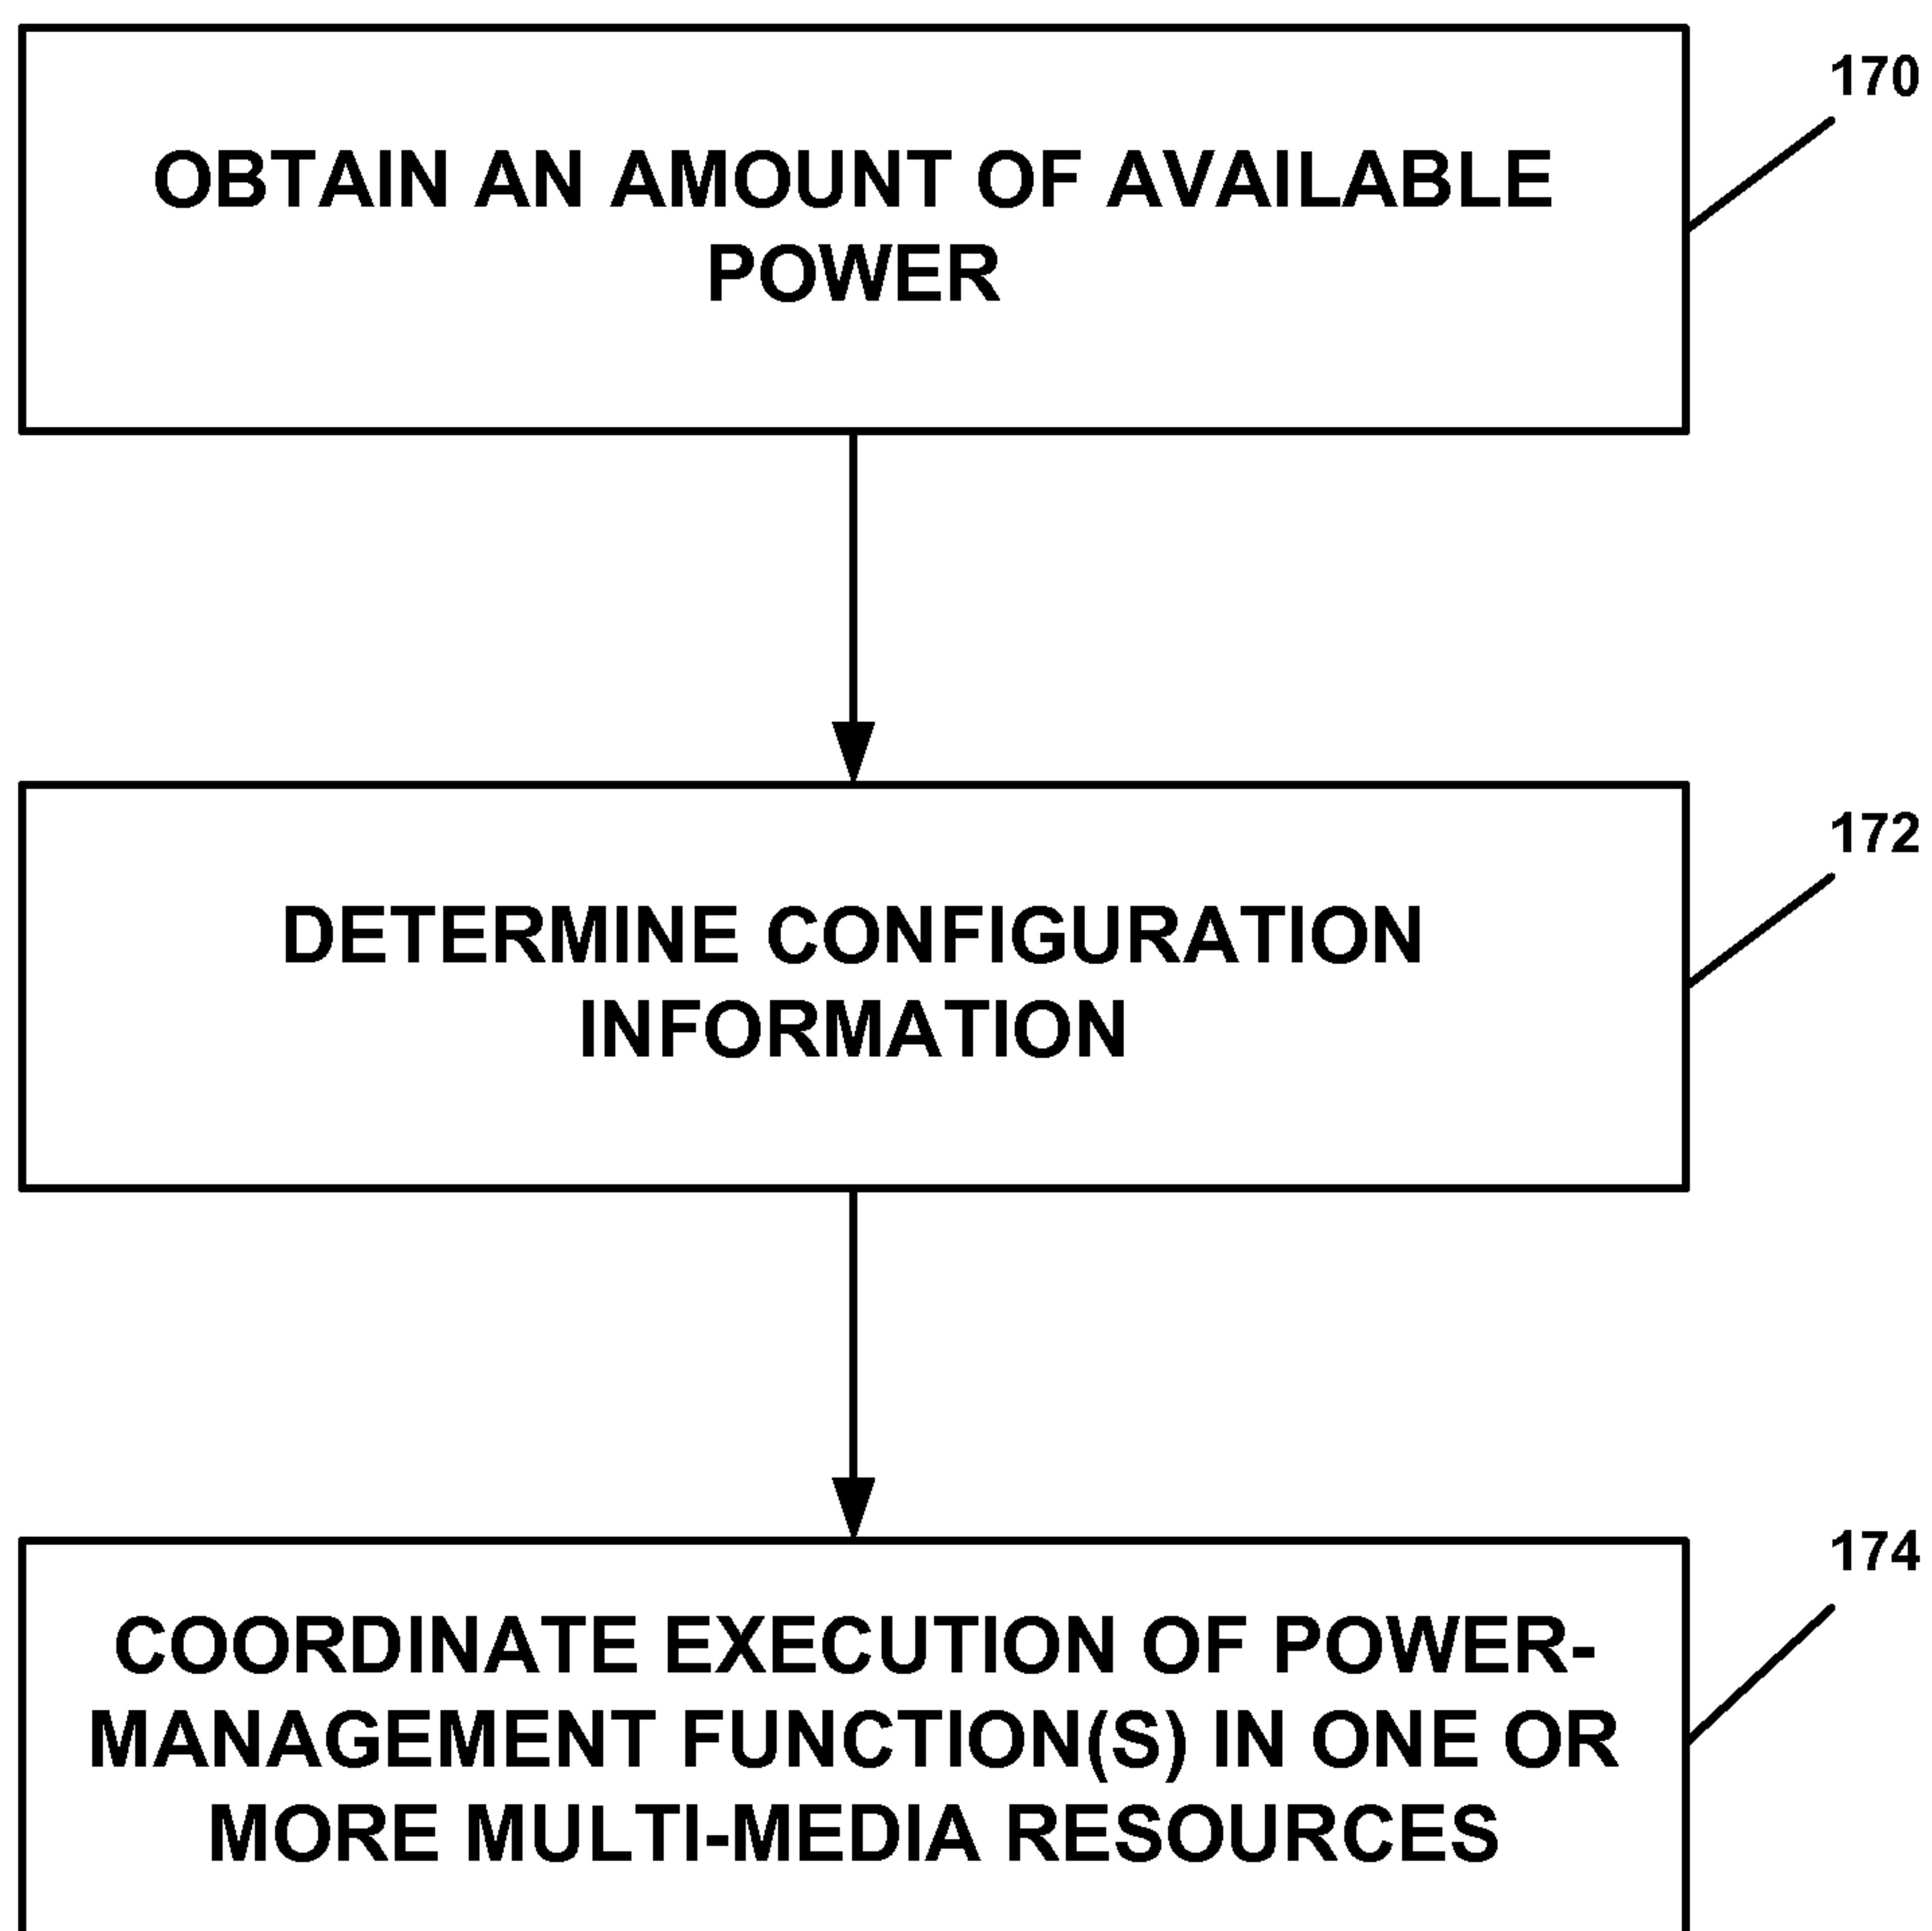 170
OBTAIN AN AMOUNT OF AVAILABLE
POWER
172
DETERMINE CONFIGURATION
INFORMATION
174
COORDINATE EXECUTION OF POWER-
MANAGEMENT FUNCTION(S) IN ONE OR
MORE MULTI-MEDIA RESOURCES